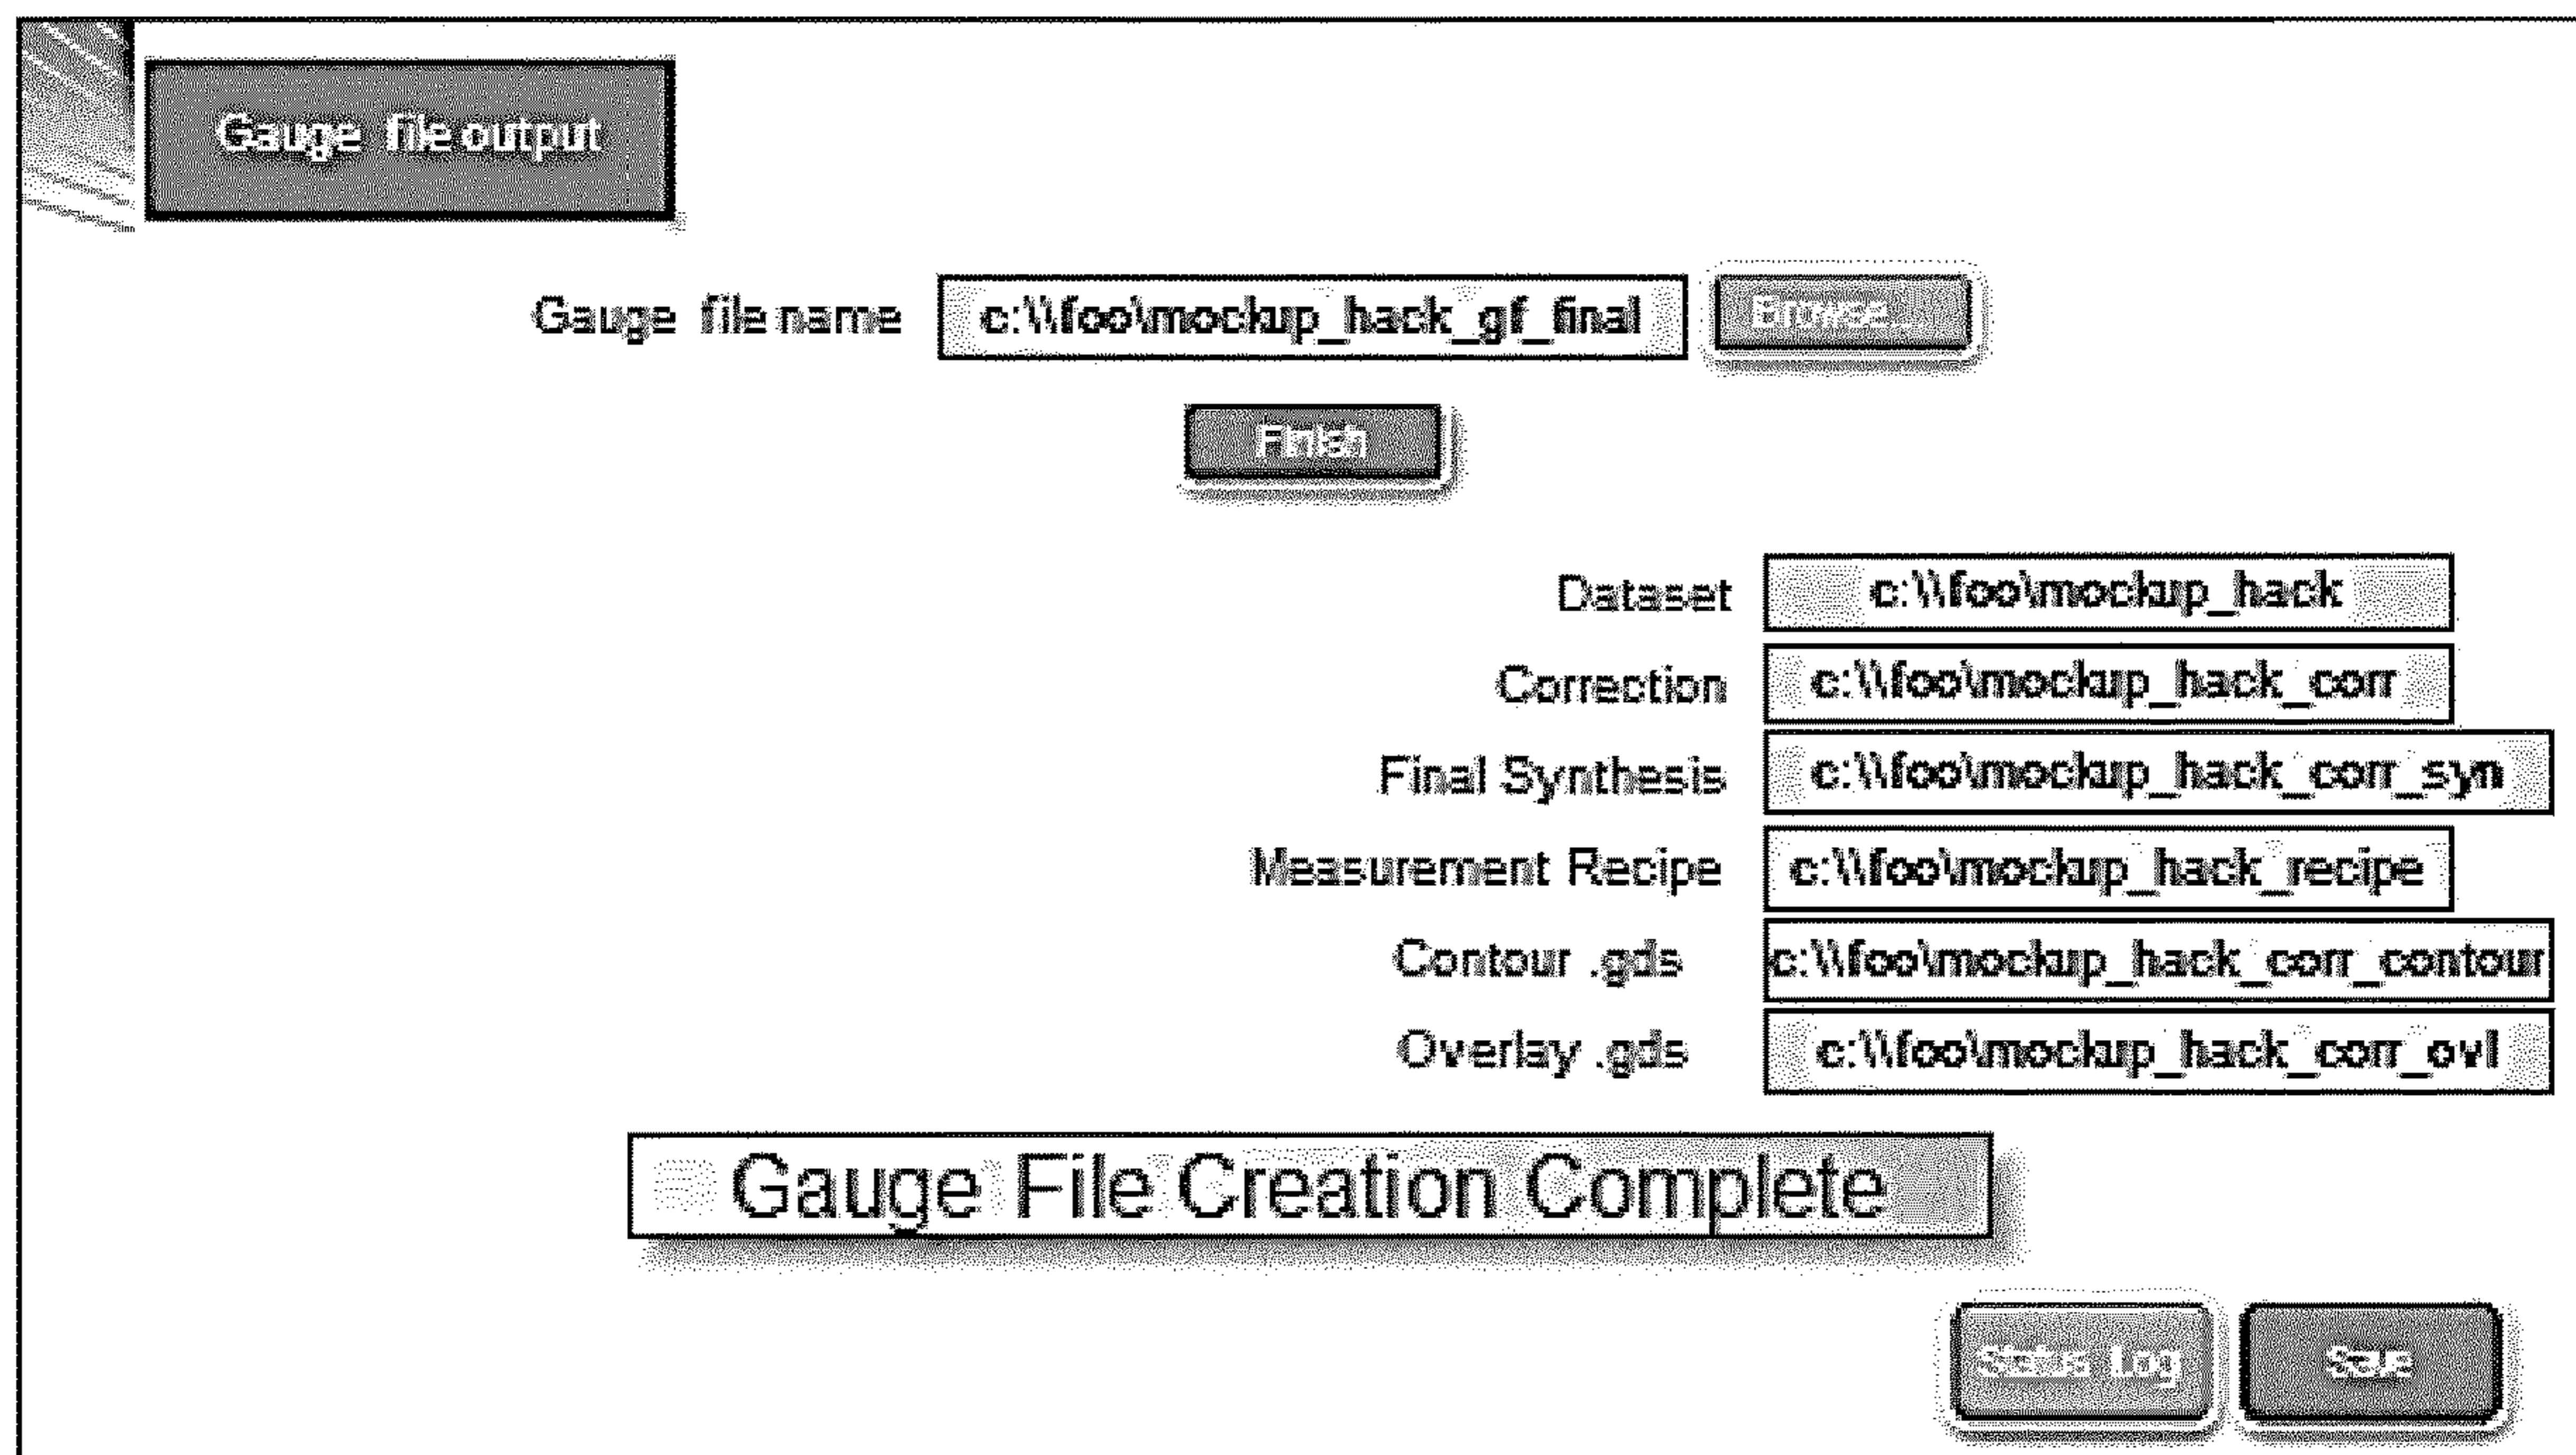 Gauge file output
Gauge file name c:\\foo\mockup_hack_gf_final Browse...
Finish
Dataset c:\\foo\mockup_hack
Correction c:\\foo\mockup_hack_corr
Final Synthesis c:\\foo\mockup_hack_corr_syn
Measurement Recipe c:\\foo\mockup_hack_recipe
Contour .gds c:\\foo\mockup_hack_corr_contour
Overlay .gds c:\\foo\mockup_hack_corr_ovl
Gauge File Creation Complete
Status Log Save